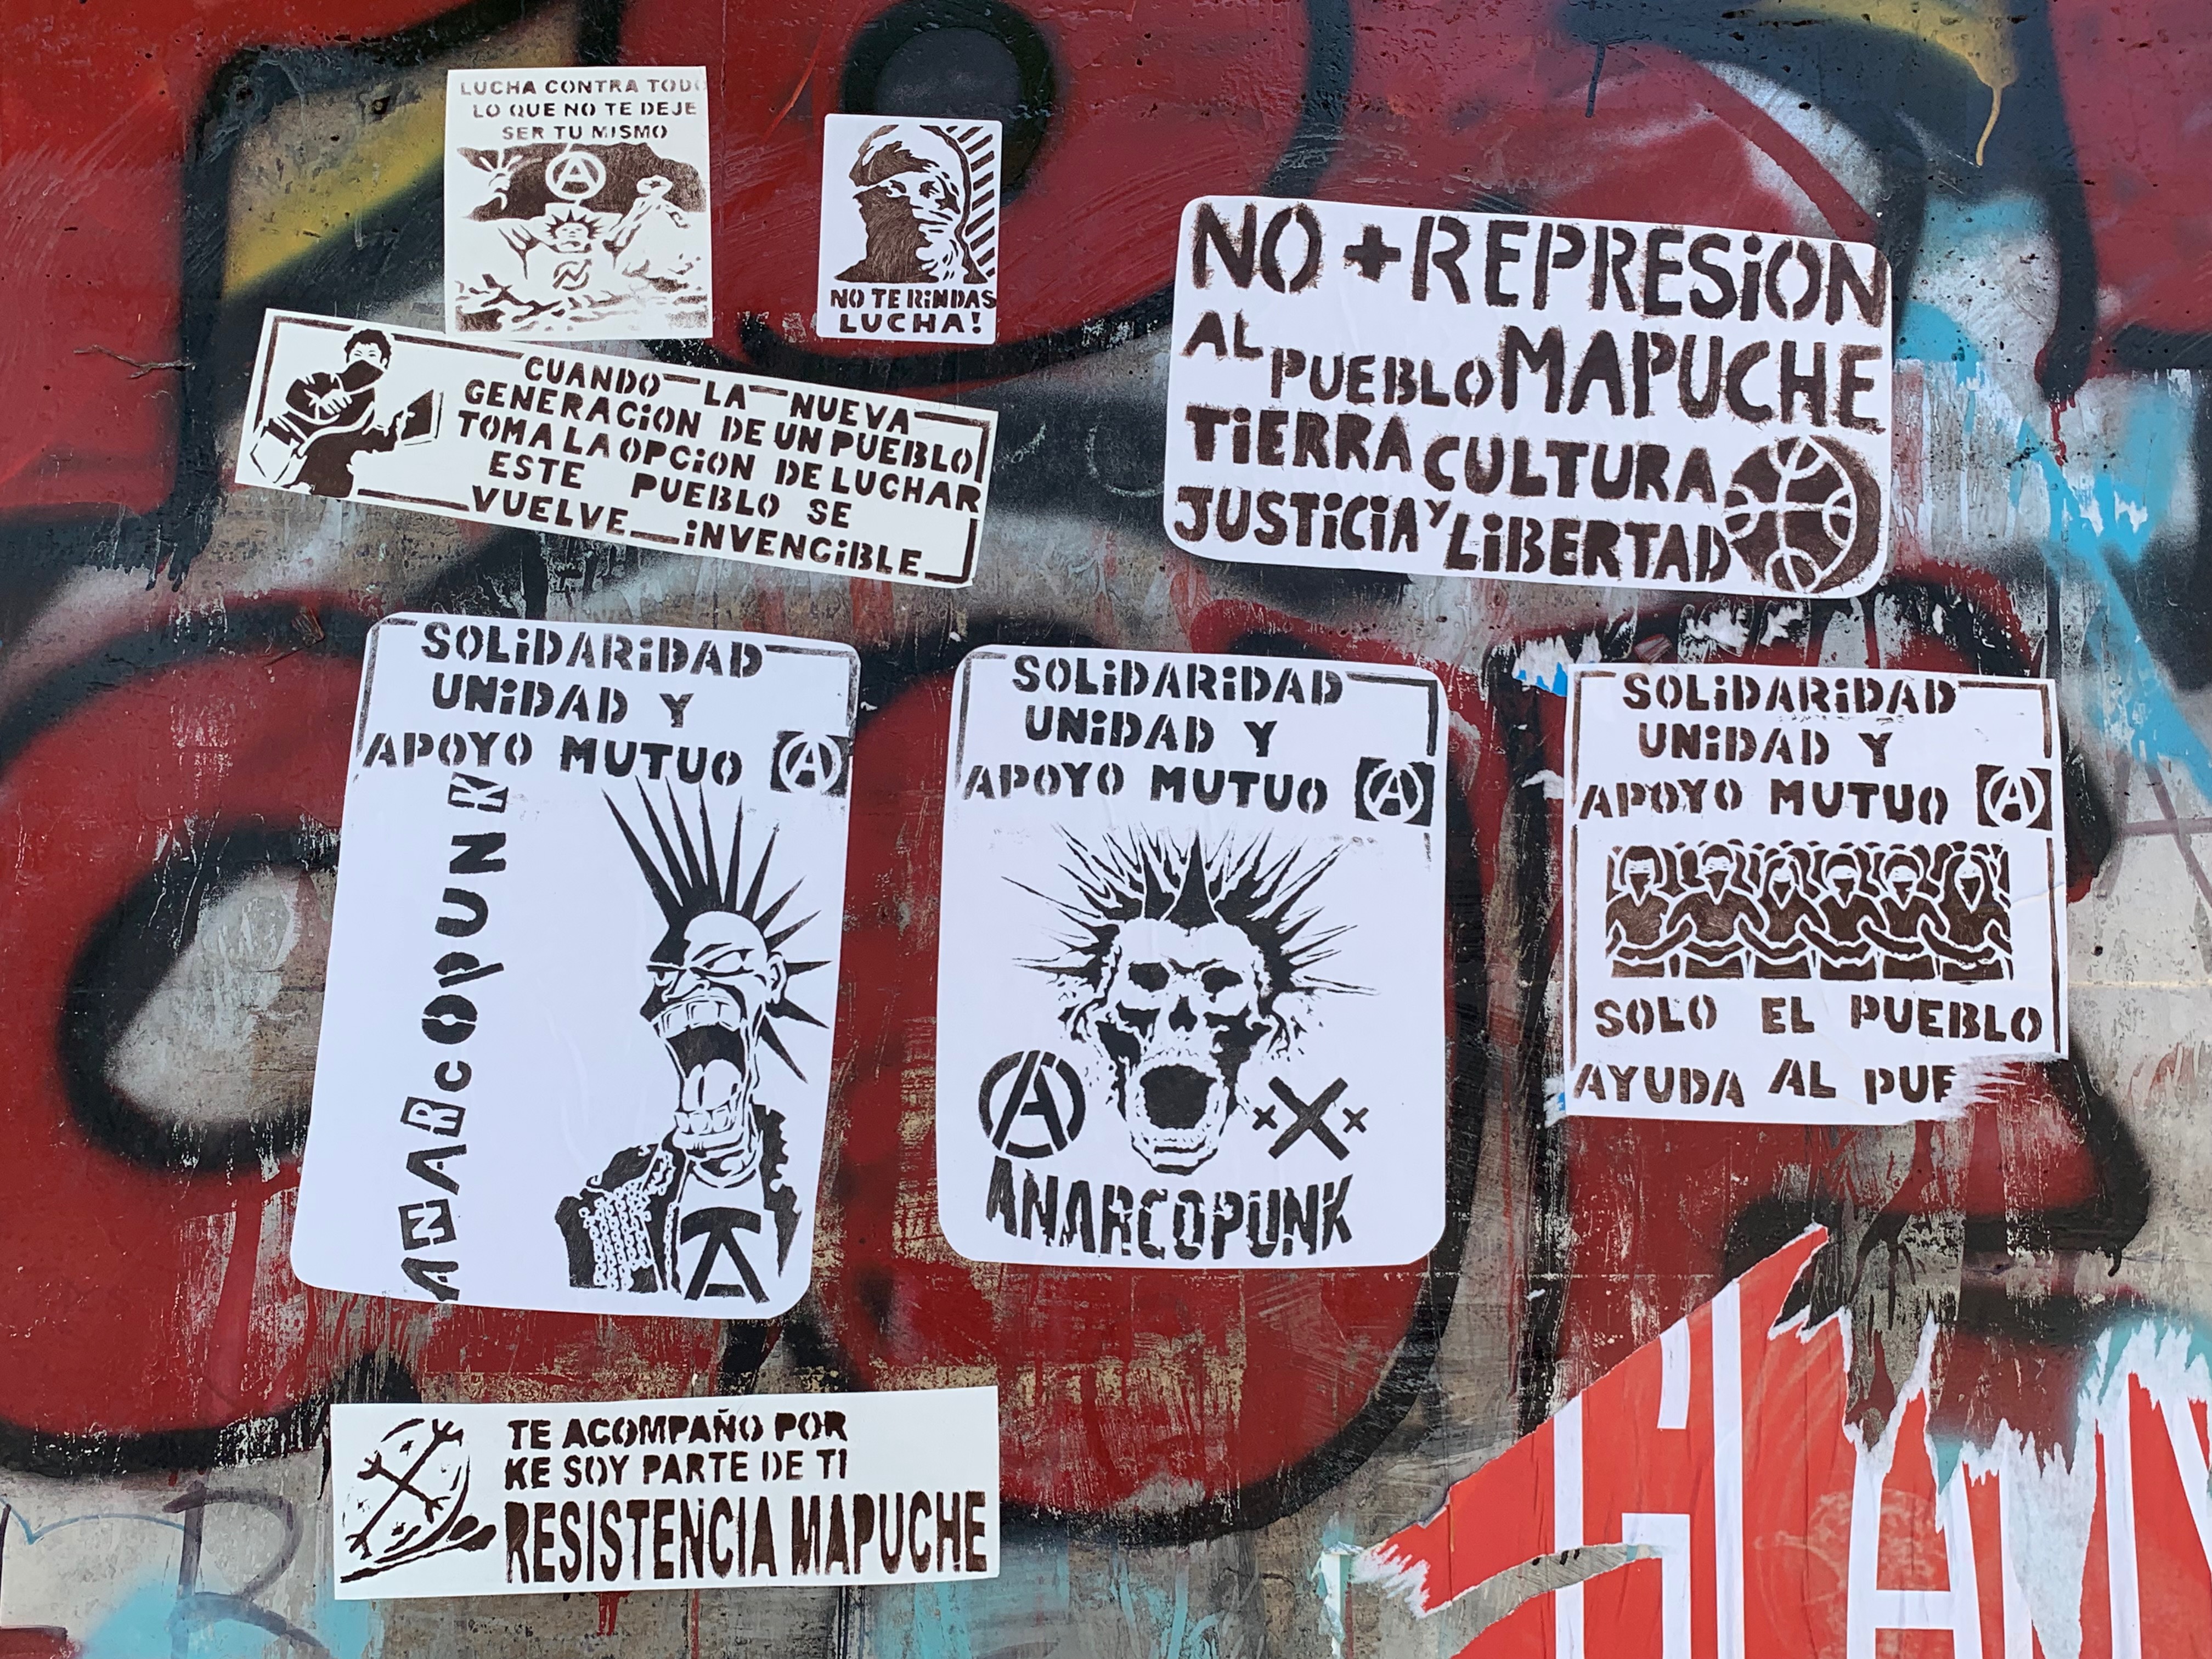 LUCHA CONTRA TODO
LO QUE NO TE DEJE
SER TU MISMO
A
N
NO TE RiNDAS
LUCHA!
CUANDO LA NUEVA
GENERACiON DE UN PUEBLO
TOMA LA OPCiON DE LUCHAR
ESTE PUEBLO SE
VUELVE iNVENCiBLE
NO + REPRESiON
AL PUEBLO MAPUCHE
TiERRA CULTURA
JUSTiCiA Y LiBERTAD
SOLiDARiDAD
UNiDAD Y
APOYO MUTUO A
ANARcOpUNK
A
SOLiDARiDAD
UNiDAD Y
APOYO MUTUO A
A x X x
ANARCOPUNK
SOLiDARiDAD
UNiDAD Y
APOYO MUTUO A
SOLO EL PUEBLO
AYUDA AL PUE
TE ACOMPAÑO POR
KE SOY PARTE DE TI
RESISTENCIA MAPUCHE